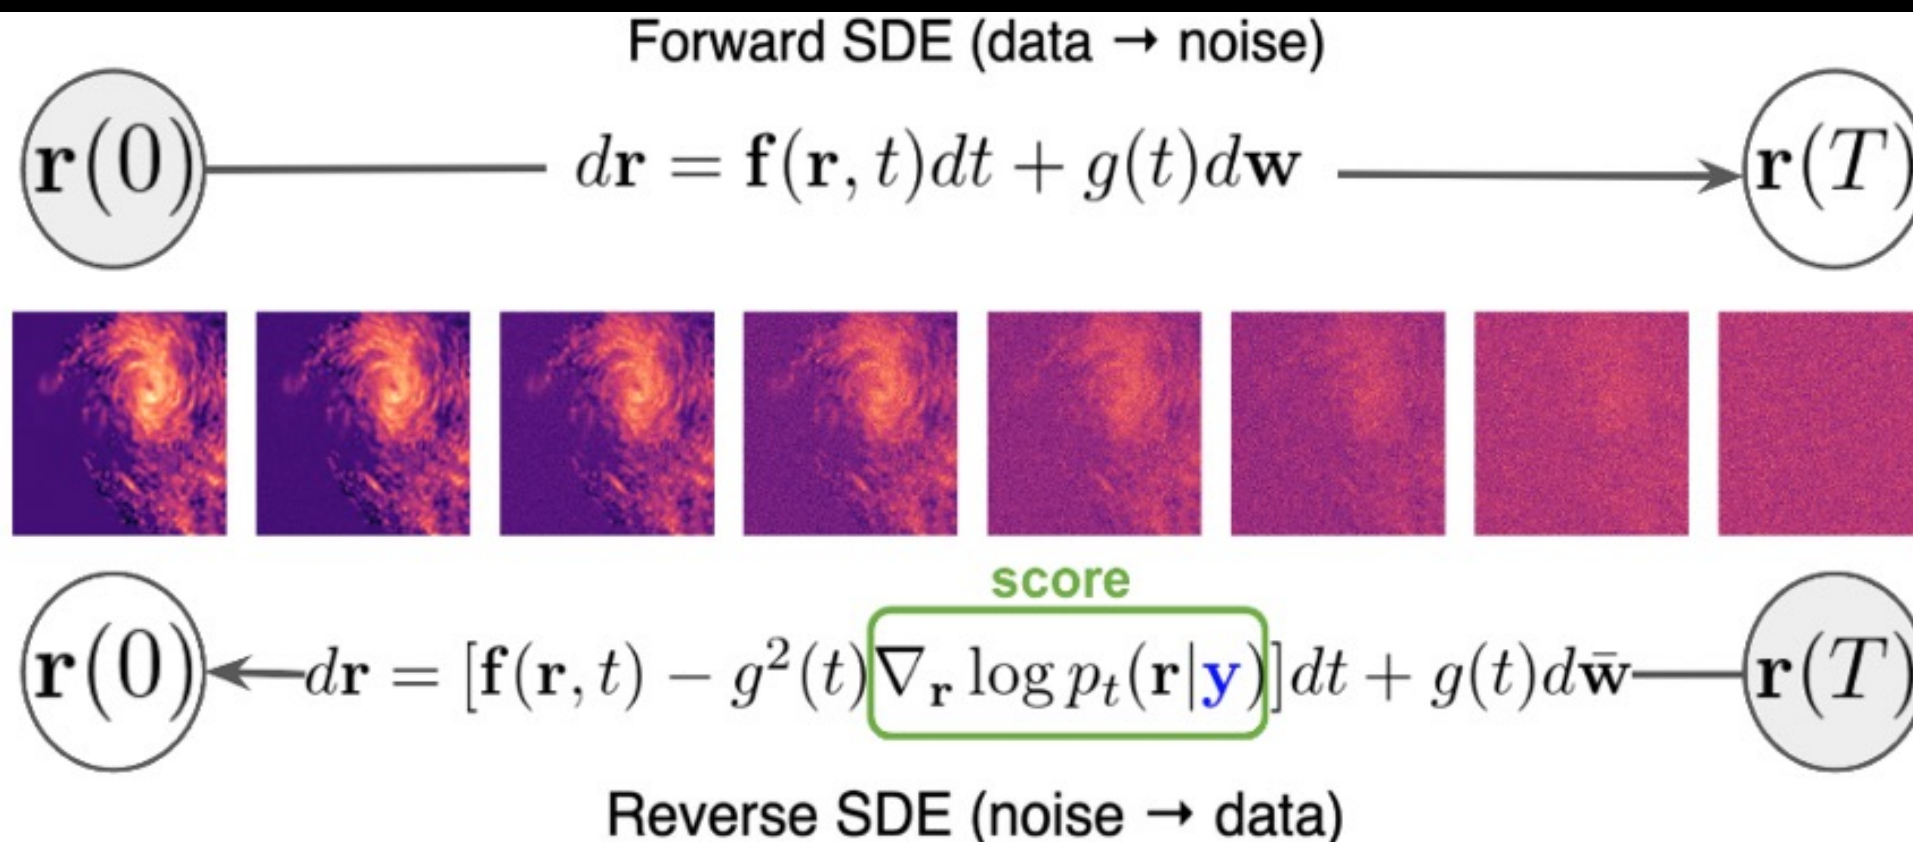 Forward SDE (data → noise)
r(0) dr = f(r, t)dt + g(t)dw r(T)
score
r(0) dr = [f(r, t) − g²(t)∇ᵣ log pₜ(r|y)]dt + g(t)dw̄ r(T)
Reverse SDE (noise → data)